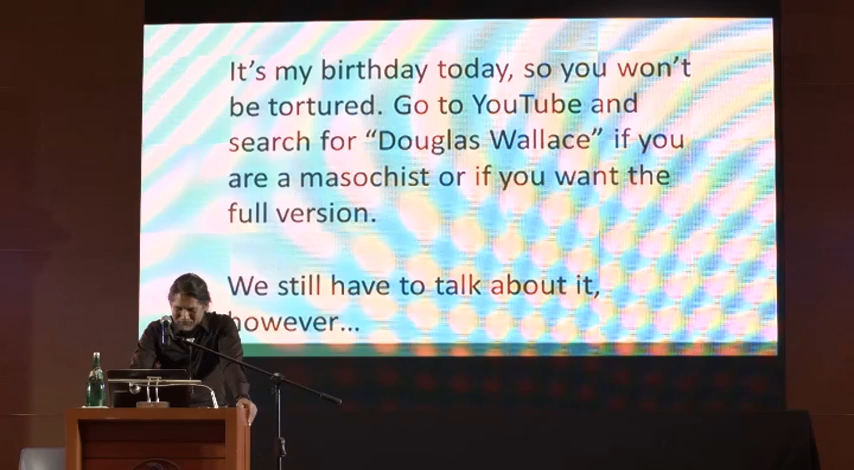 It's my birthday today, so you won't
be tortured. Go to YouTube and
search for “Douglas Wallace” if you
are a masochist or if you want the
full version.
We still have to talk about it,
however...